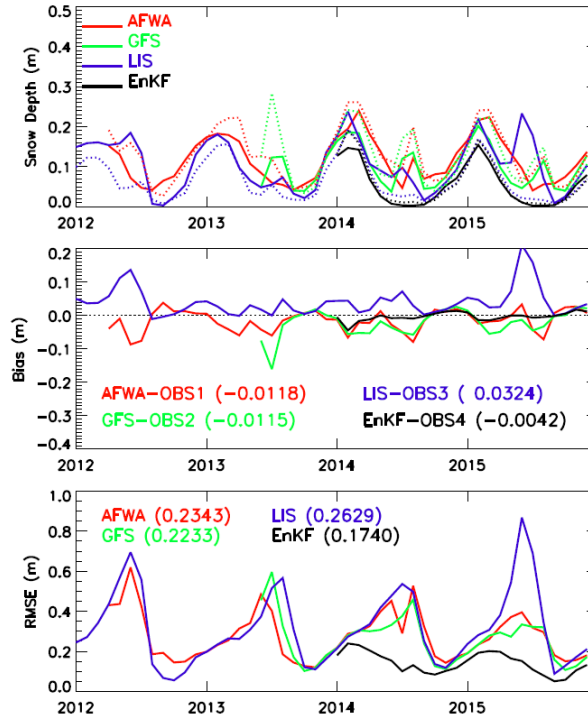 0.5
AFWA
GFS
0.4
LIS
EnKF
0.3
Snow Depth (m)
0.2
0.1
0.0
2012 2013 2014 2015
0.2
0.1
0.0
Bias (m)
−0.1
−0.2
AFWA−OBS1 (−0.0118) LIS−OBS3 ( 0.0324)
−0.3
GFS−OBS2 (−0.0115) EnKF−OBS4 (−0.0042)
−0.4
2012 2013 2014 2015
1.0
AFWA (0.2343) LIS (0.2629)
0.8
GFS (0.2233) EnKF (0.1740)
0.6
RMSE (m)
0.4
0.2
0.0
2012 2013 2014 2015